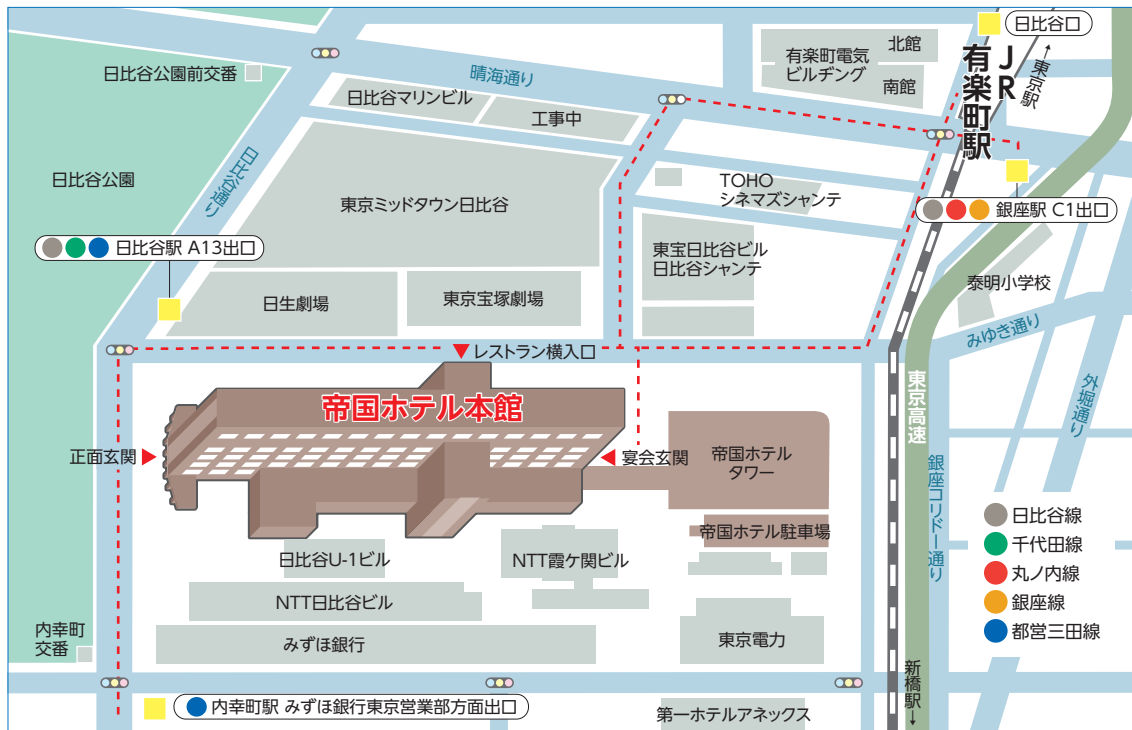 日比谷口
←東京駅
JR
有楽町駅
北館
有楽町電気
ビルヂング
南館
日比谷公園前交番
晴海通り
日比谷マリンビル
工事中
日比谷通り
日比谷公園
東京ミッドタウン日比谷
TOHO
シネマズシャンテ
銀座駅 C1出口
日比谷駅 A13出口
東宝日比谷ビル
日比谷シャンテ
日生劇場
東京宝塚劇場
泰明小学校
みゆき通り
レストラン横入口
外堀通り
東京高速
帝国ホテル本館
正面玄関
宴会玄関
帝国ホテル
タワー
銀座コリドー通り
帝国ホテル駐車場
日比谷U-1ビル
NTT霞ケ関ビル
NTT日比谷ビル
みずほ銀行
東京電力
内幸町
交番
日比谷線
千代田線
丸ノ内線
銀座線
都営三田線
新橋駅→
内幸町駅 みずほ銀行東京営業部方面出口
第一ホテルアネックス